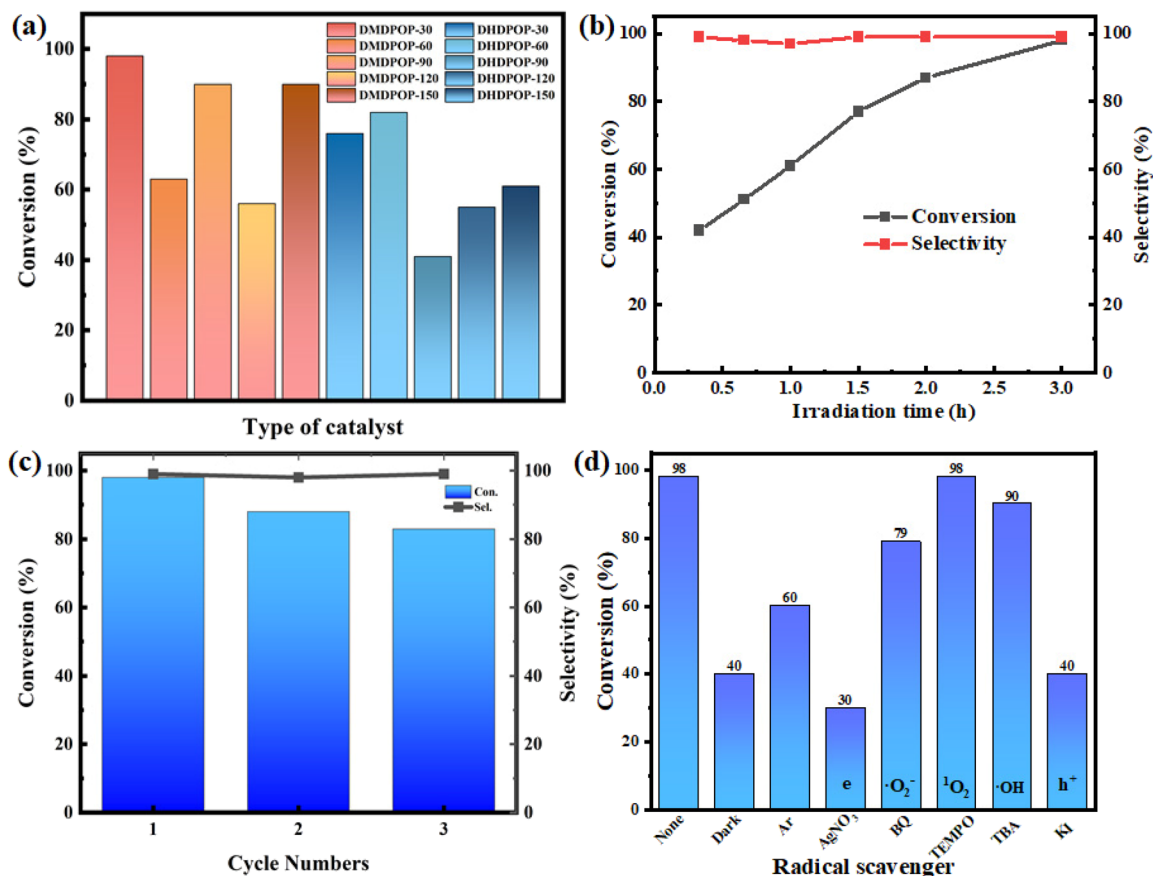 (a)
DMDPOP-30 DHDPOP-30
DMDPOP-60 DHDPOP-60
DMDPOP-90 DHDPOP-90
DMDPOP-120 DHDPOP-120
DMDPOP-150 DHDPOP-150
100
80
60
40
20
0
Conversion (%)
Type of catalyst
(b)
100
80
60
40
20
0
Conversion (%)
Conversion
Selectivity
100
80
60
40
20
0
Selectivity (%)
0.0 0.5 1.0 1.5 2.0 2.5 3.0
Irradiation time (h)
(c)
100
80
60
40
20
0
Conversion (%)
Con.
Sel.
100
80
60
40
20
0
Selectivity (%)
1 2 3
Cycle Numbers
(d)
100
80
60
40
20
0
Conversion (%)
98 40 60 30 79 98 90 40
e ·O₂⁻ ¹O₂ ·OH h⁺
None Dark Ar AgNO₃ BQ TEMPO TBA KI
Radical scavenger